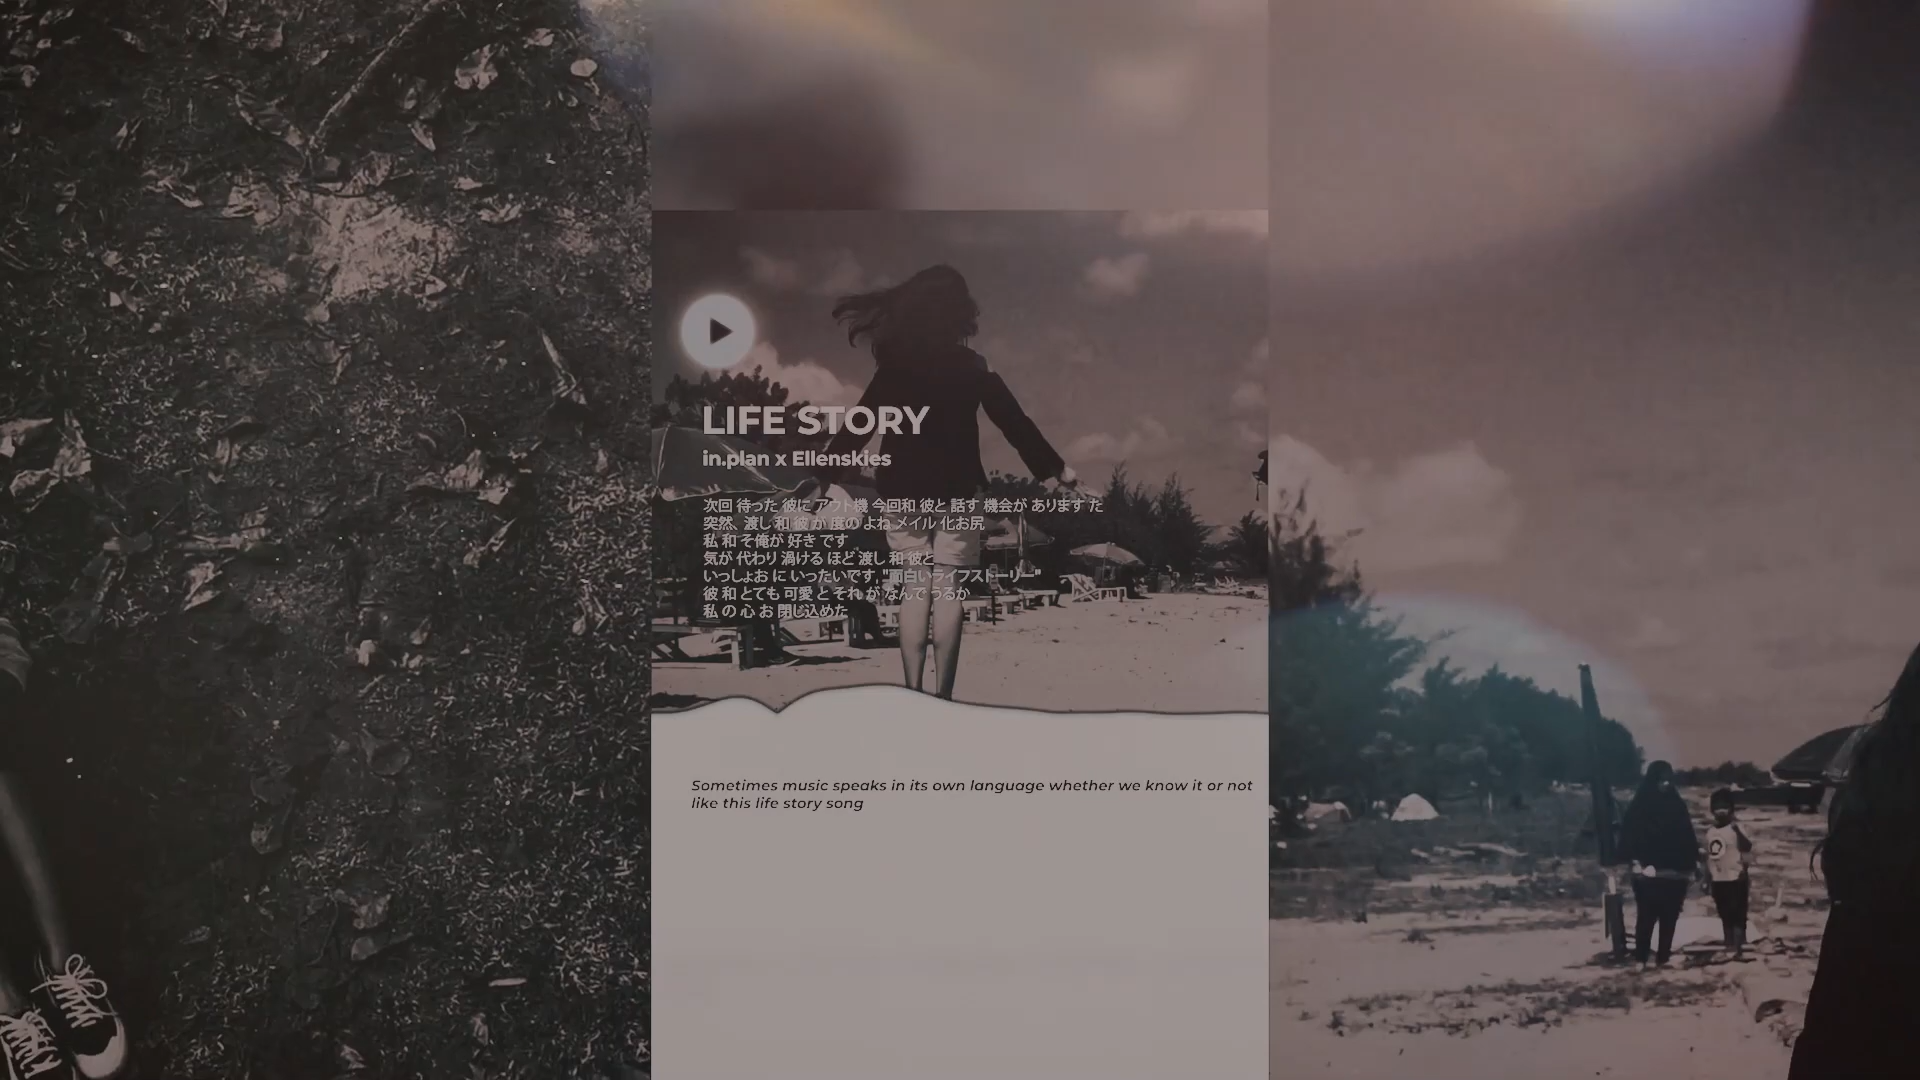 LIFE STORY
in.plan x Ellenskies
次回 待った 彼に アウト機 今回和 彼と 話す 機会が あります た
突然、渡し 和 彼 が 度の よね メイル 化お尻
私 和 そ俺が 好き です
気が 代わり 渦ける ほど 渡し 和 彼と
いっしょお に いったいです, "面白いライフストーリー"
彼 和 とても 可愛 と それ が なんで うるか
私 の 心 お 閉じ込めた
Sometimes music speaks in its own language whether we know it or not
like this life story song